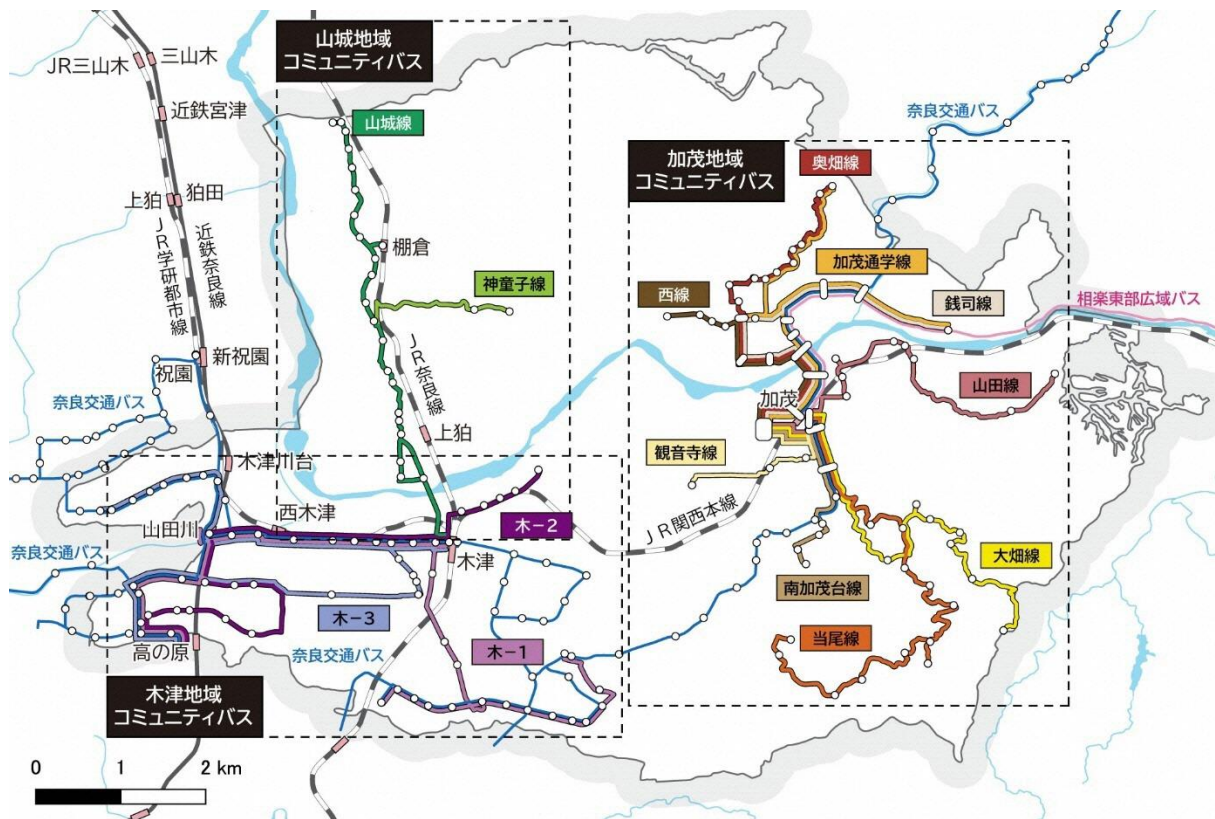 山城地域
コミュニティバス
三山木
JR三山木
近鉄宮津
山城線
奈良交通バス
加茂地域
コミュニティバス
奥畑線
上狛
狛田
近鉄奈良線
JR学研都市線
棚倉
加茂通学線
神童子線
西線
銭司線
相楽東部広域バス
JR奈良線
新祝園
祝園
山田線
奈良交通バス
加茂
上狛
観音寺線
木津川台
JR関西本線
西木津
木-2
山田川
木津
奈良交通バス
大畑線
南加茂台線
木-3
当尾線
高の原
木-1
奈良交通バス
木津地域
コミュニティバス
0
1
2 km